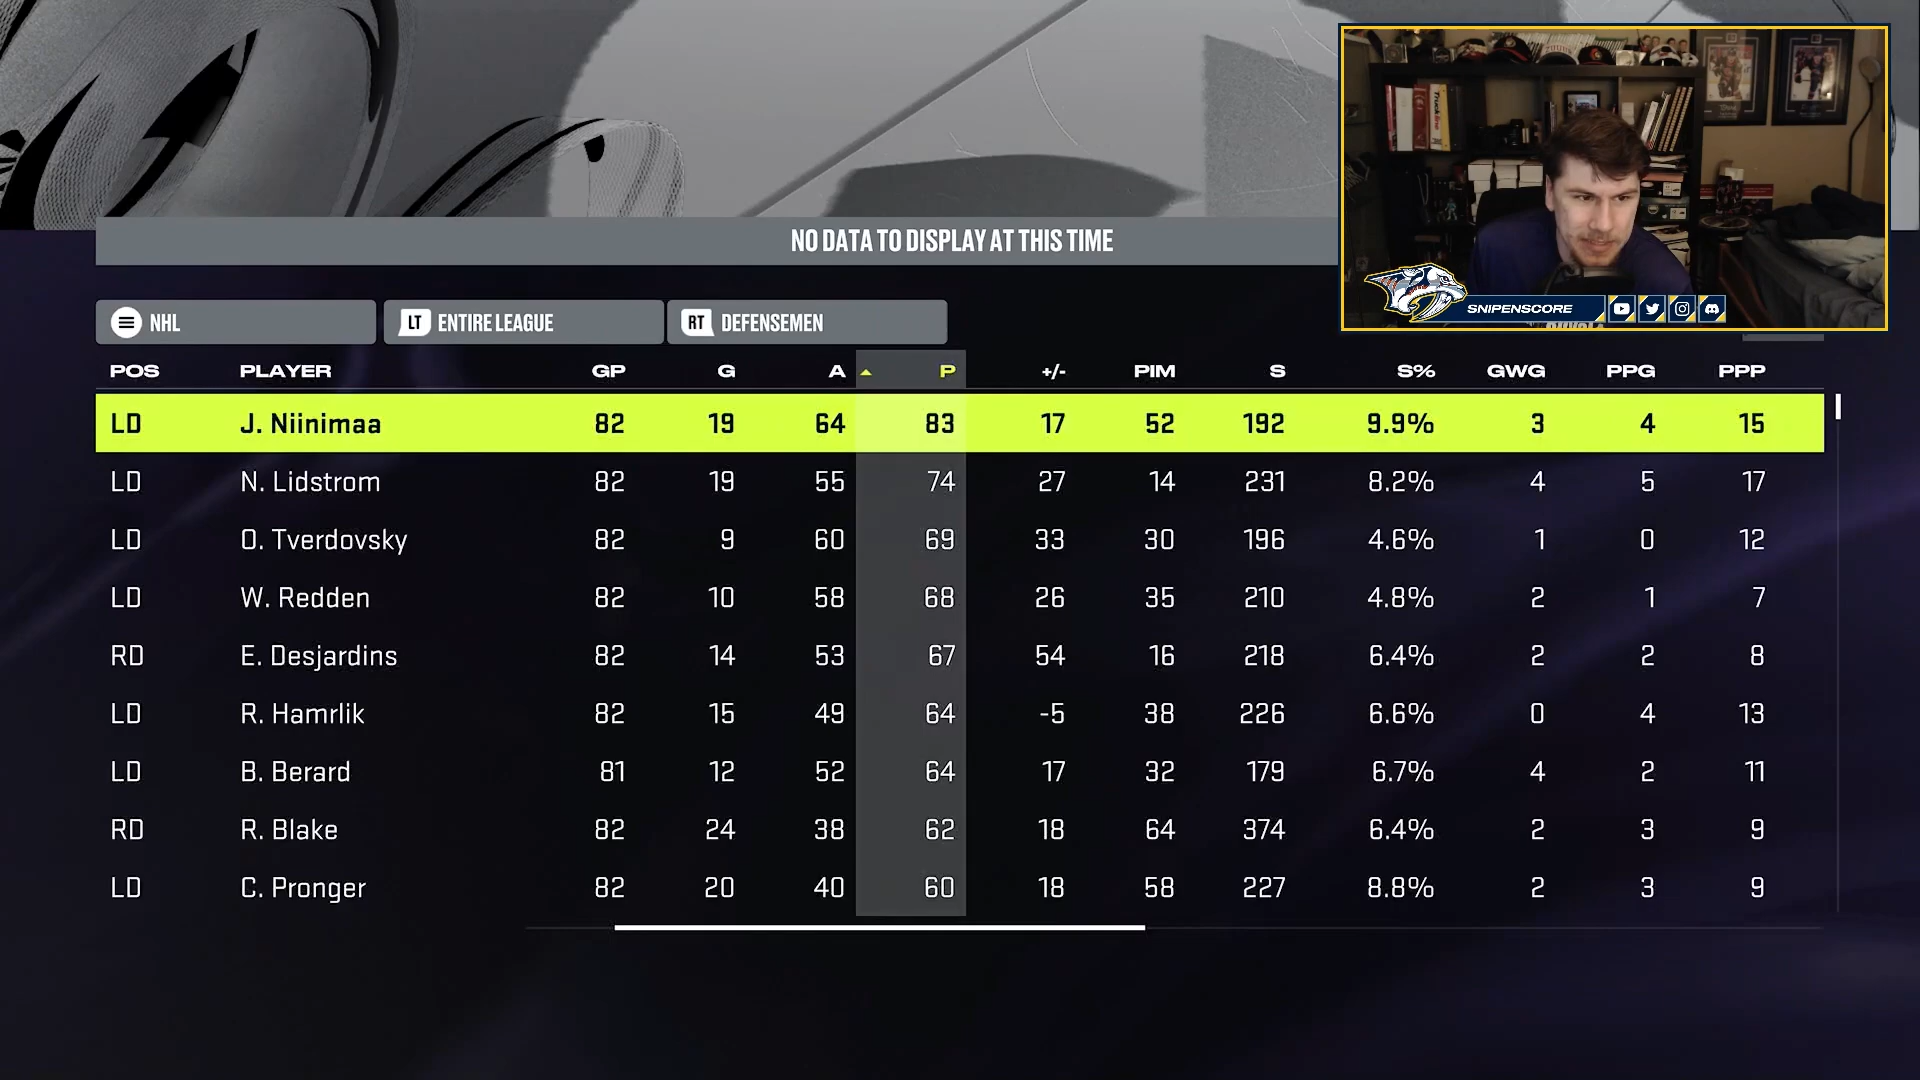 NO DATA TO DISPLAY AT THIS TIME
NHL
LT ENTIRE LEAGUE
RT DEFENSEMEN
SNIPENSCORE
POS PLAYER GP G A P +/- PIM S S% GWG PPG PPP
LD J. Niinimaa 82 19 64 83 17 52 192 9.9% 3 4 15
LD N. Lidstrom 82 19 55 74 27 14 231 8.2% 4 5 17
LD O. Tverdovsky 82 9 60 69 33 30 196 4.6% 1 0 12
LD W. Redden 82 10 58 68 26 35 210 4.8% 2 1 7
RD E. Desjardins 82 14 53 67 54 16 218 6.4% 2 2 8
LD R. Hamrlik 82 15 49 64 -5 38 226 6.6% 0 4 13
LD B. Berard 81 12 52 64 17 32 179 6.7% 4 2 11
RD R. Blake 82 24 38 62 18 64 374 6.4% 2 3 9
LD C. Pronger 82 20 40 60 18 58 227 8.8% 2 3 9